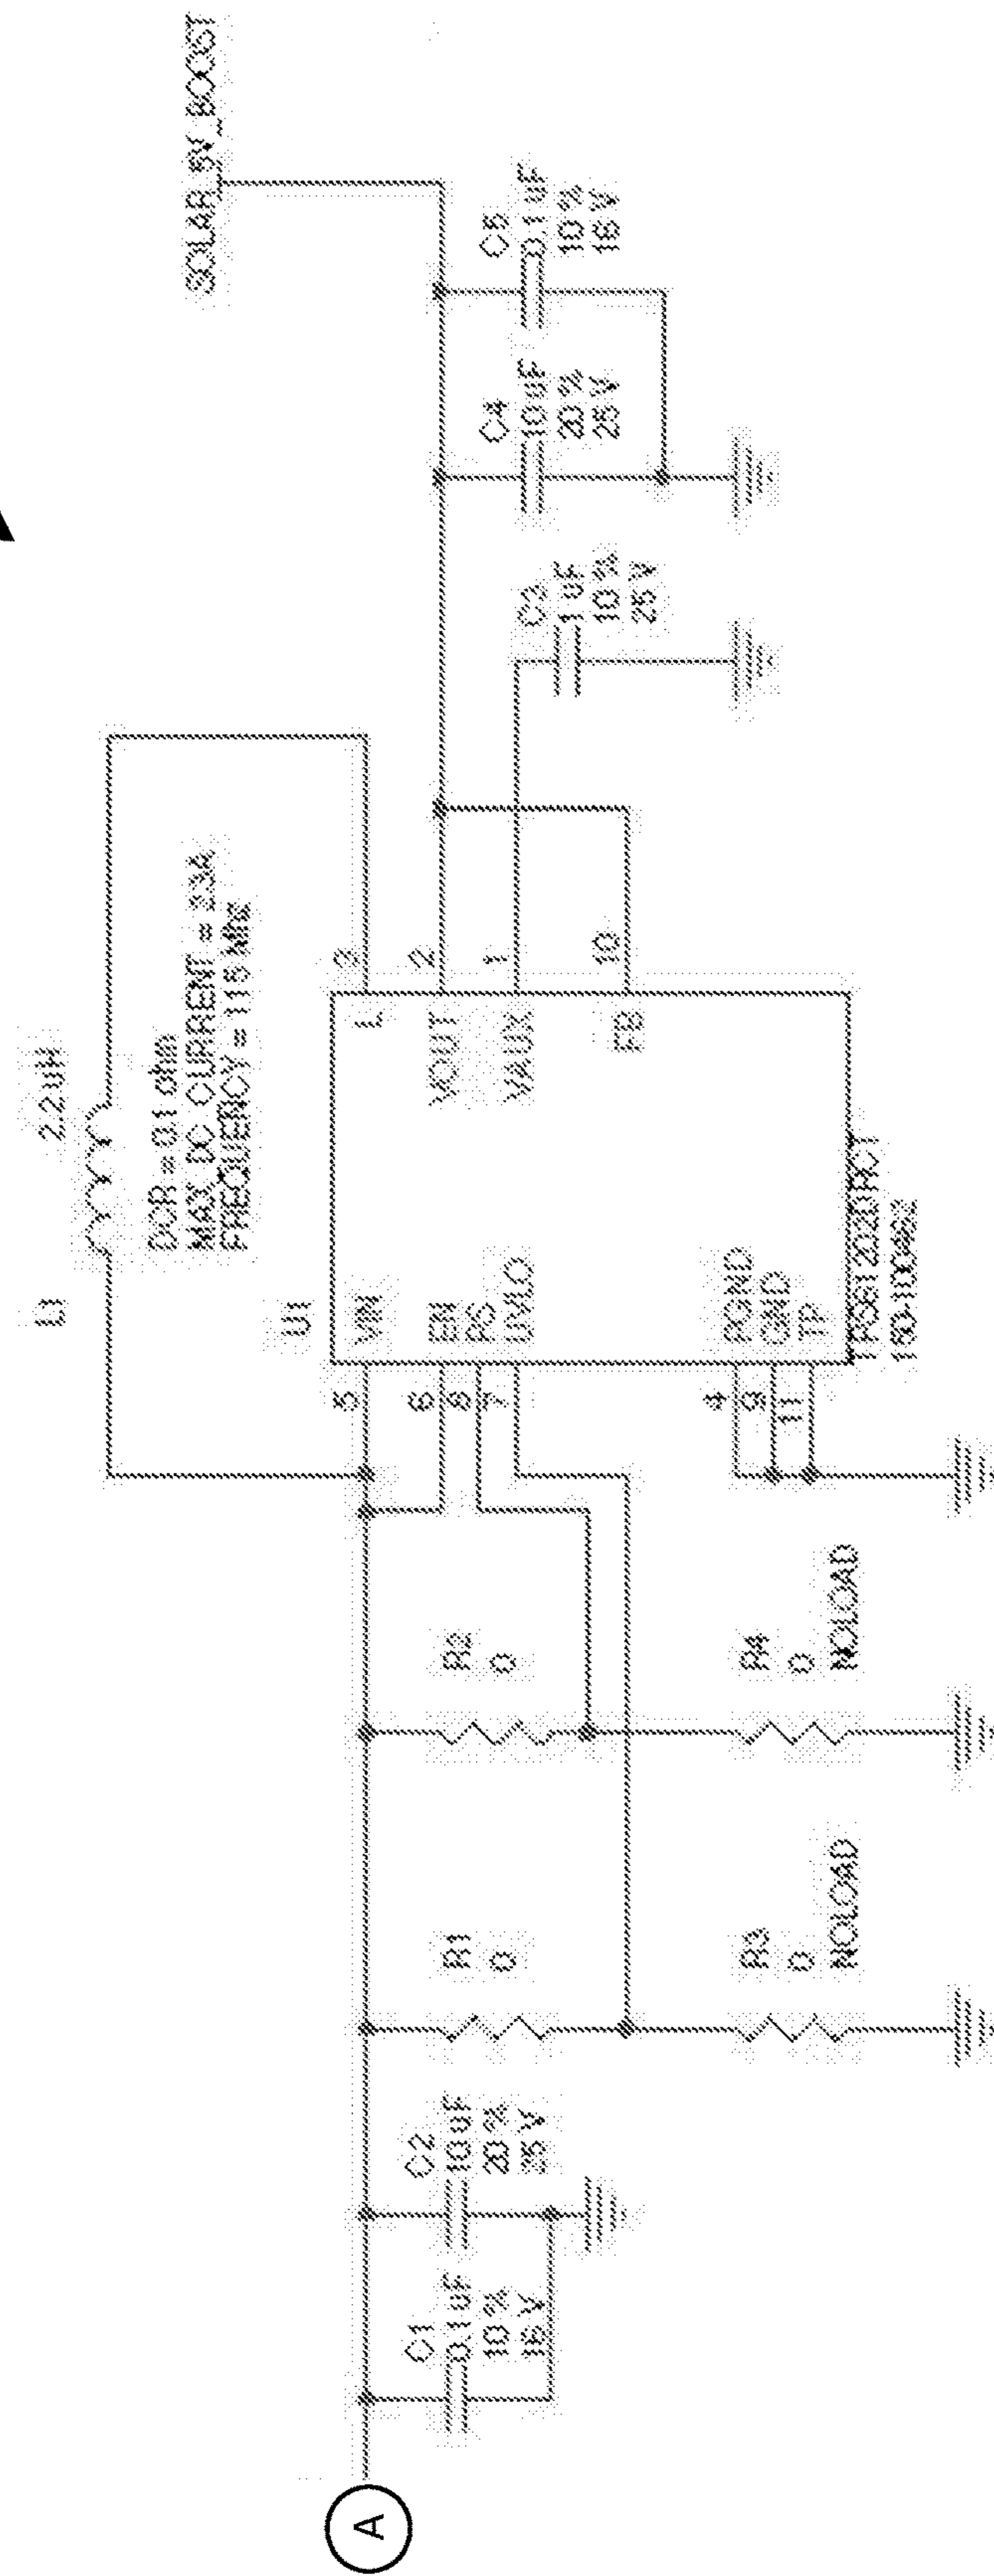 SOLAR_5V_BOOST
L1
2.2 uH
DCR = 0.1 ohm
MAX. DC CURRENT =
FREQUENCY =
U1
5
VIN
6
EN
8
PS
7
UVLO
4
PGND
9
GND
11
TP
L
3
VOUT
2
VAUX
1
FB
10
A
C1
0.1 uF
10 %
16 V
C2
10 uF
20 %
25 V
R1
0
R2
0
R3
0
NOLOAD
R4
0
NOLOAD
C3
1 uF
10 %
25 V
C4
10 uF
20 %
25 V
C5
0.1 uF
10 %
16 V